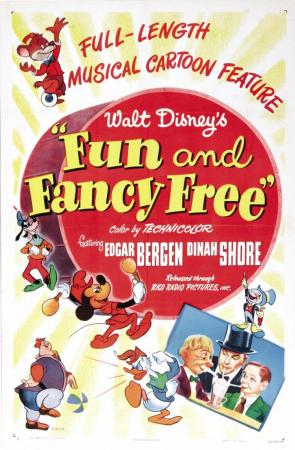 FULL-LENGTH
MUSICAL CARTOON FEATURE
Walt Disney's
"Fun and
Fancy Free"
Color by TECHNICOLOR
featuring EDGAR BERGEN DINAH SHORE
Released through
RKO RADIO PICTURES, INC.